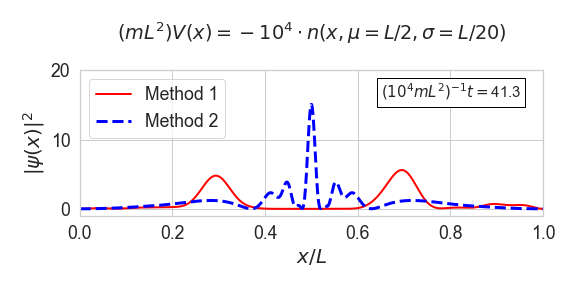 (mL²)V(x) = −10⁴ · n(x, μ = L/2, σ = L/20)
20
Method 1
Method 2
(10⁴mL²)⁻¹t = 41.3
|ψ(x)|²
10
0
0.0 0.2 0.4 0.6 0.8 1.0
x/L